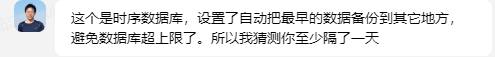 这个是时序数据库，设置了自动把最早的数据备份到其它地方，
避免数据库超上限了。所以我猜测你至少隔了一天